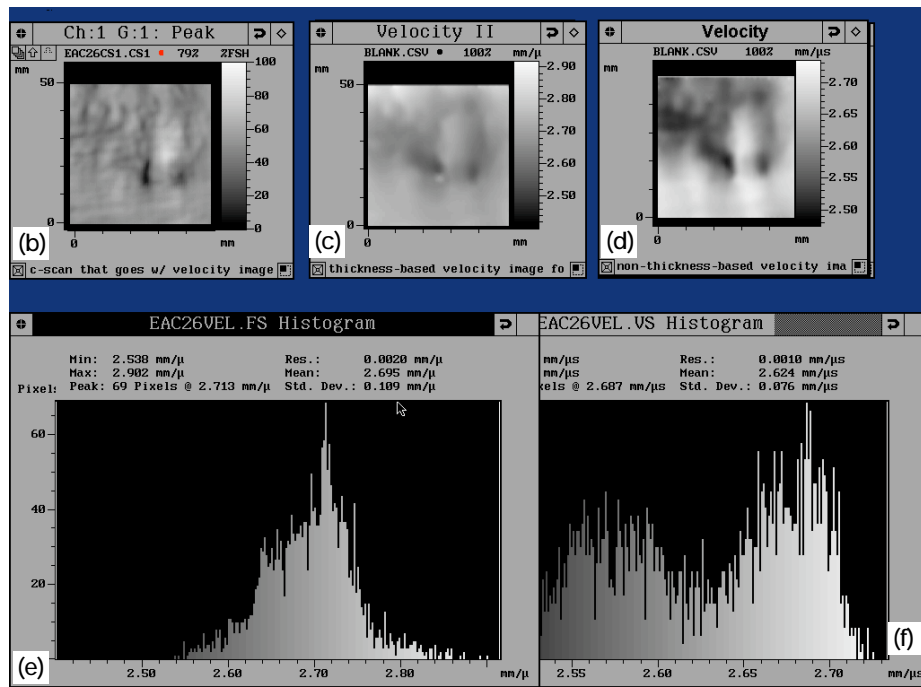 Ch:1 G:1: Peak
EAC26CS1.CS1 79% %FSH
mm
50
0
0
mm
100
80
60
40
20
0
c-scan that goes w/ velocity image
(b)
Velocity II
BLANK.CSV 100% mm/µ
mm
50
0
0
mm
2.90
2.80
2.70
2.60
2.50
thickness-based velocity image fo
(c)
Velocity
BLANK.CSV 100% mm/µs
mm
50
0
0
mm
2.70
2.65
2.60
2.55
2.50
non-thickness-based velocity ima
(d)
EAC26VEL.FS Histogram
Min: 2.538 mm/µ Res.: 0.0020 mm/µ
Max: 2.902 mm/µ Mean: 2.695 mm/µ
Pixel: Peak: 69 Pixels @ 2.713 mm/µ Std. Dev.: 0.109 mm/µ
60
40
20
2.50 2.60 2.70 2.80 mm/µ
(e)
EAC26VEL.VS Histogram
mm/µs Res.: 0.0010 mm/µs
mm/µs Mean: 2.624 mm/µs
xels @ 2.687 mm/µs Std. Dev.: 0.076 mm/µs
2.55 2.60 2.65 2.70 mm/µs
(f)